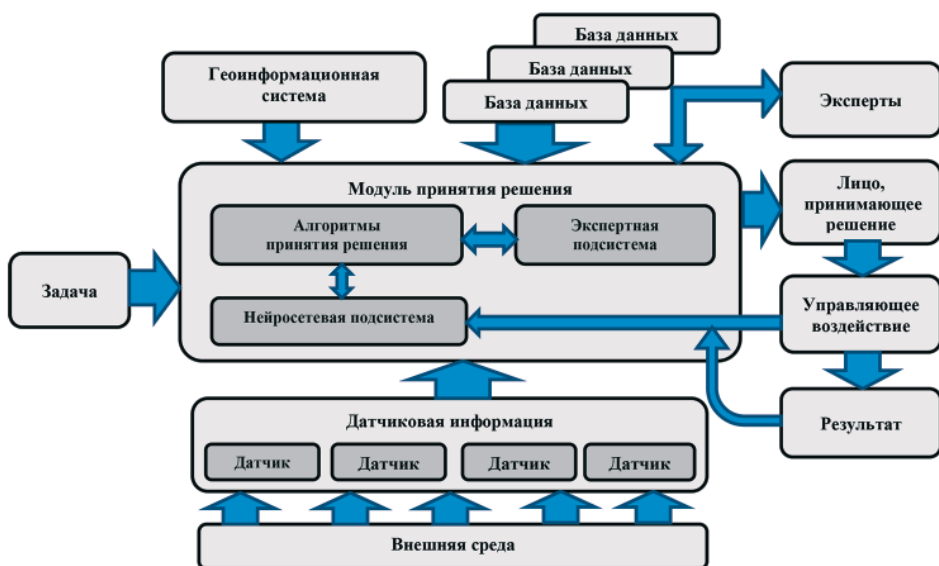 База данных
База данных
База данных
Геоинформационная
система
Эксперты
Модуль принятия решения
Лицо,
принимающее
решение
Алгоритмы
принятия решения
Экспертная
подсистема
Задача
Нейросетевая подсистема
Управляющее
воздействие
Датчиковая информация
Результат
Датчик
Датчик
Датчик
Датчик
Внешняя среда